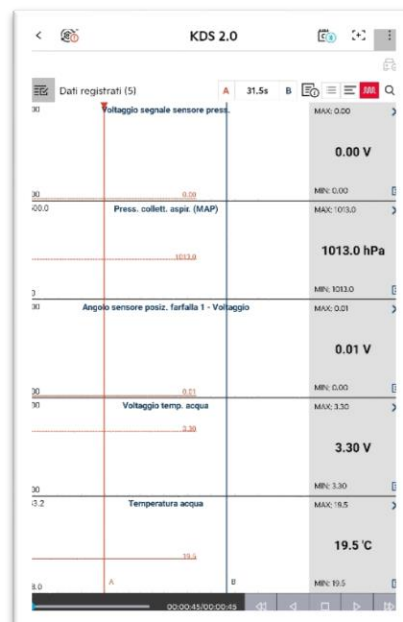 KDS 2.0
Dati registrati (5)
A 31.5s B
Voltaggio segnale sensore press.
MAX: 0.00
0.00 V
0.00
MIN: 0.00
Press. collett. aspir. (MAP)
MAX: 1013.0
1013.0 hPa
1013.0
MIN: 1013.0
Angolo sensore posiz. farfalla 1 - Voltaggio
MAX: 0.01
0.01 V
0.01
MIN: 0.00
Voltaggio temp. acqua
MAX: 3.30
3.30
3.30 V
MIN: 3.30
Temperatura acqua
MAX: 19.5
19.5 °C
19.5
A B
MIN: 19.5
00:00:45/00:00:45